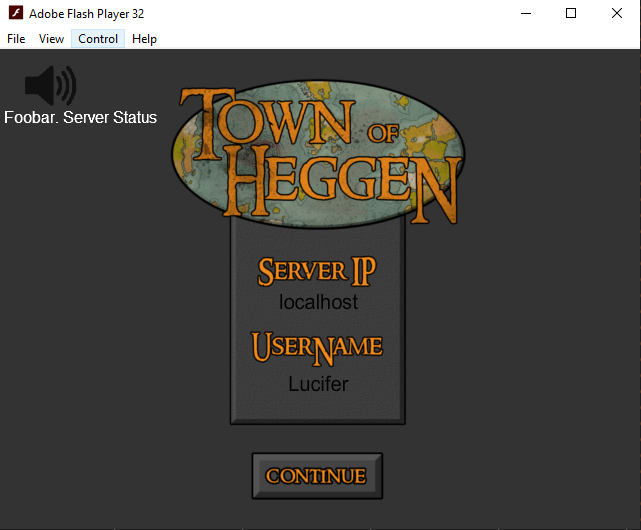 Adobe Flash Player 32
File View Control Help
Foobar. Server Status
TOWN OF
HEGGEN
SERVER IP
localhost
USERNAME
Lucifer
CONTINUE